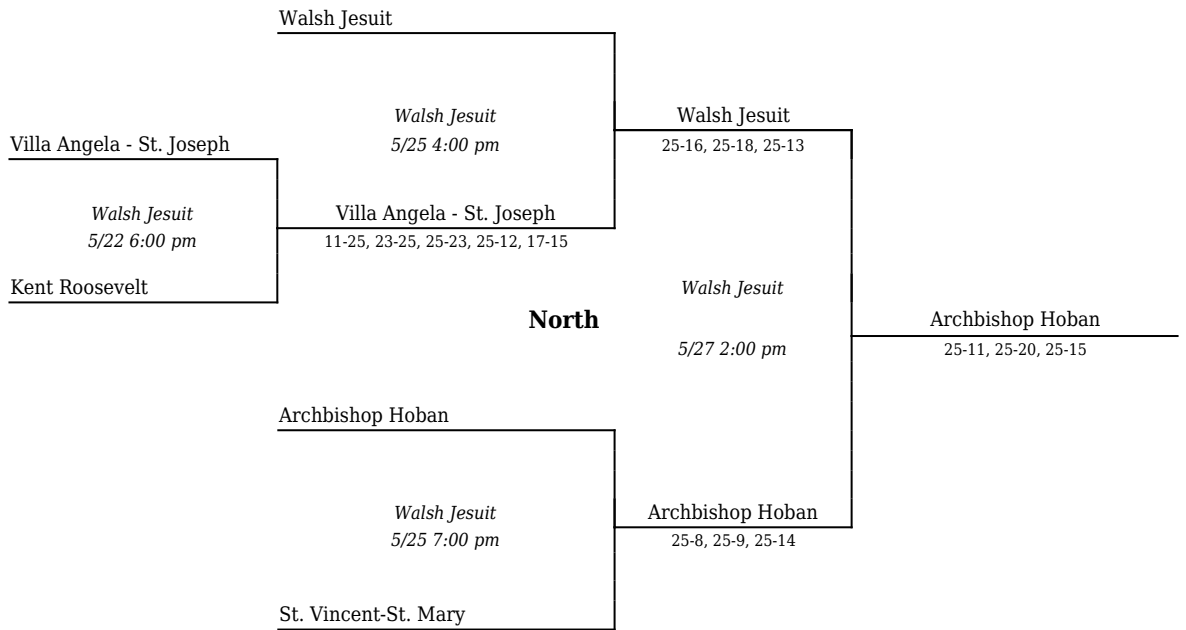 Walsh Jesuit
Walsh Jesuit
5/25 4:00 pm
Walsh Jesuit
25-16, 25-18, 25-13
Villa Angela - St. Joseph
Walsh Jesuit
5/22 6:00 pm
Villa Angela - St. Joseph
11-25, 23-25, 25-23, 25-12, 17-15
Kent Roosevelt
North
Walsh Jesuit
5/27 2:00 pm
Archbishop Hoban
25-11, 25-20, 25-15
Archbishop Hoban
Walsh Jesuit
5/25 7:00 pm
Archbishop Hoban
25-8, 25-9, 25-14
St. Vincent-St. Mary